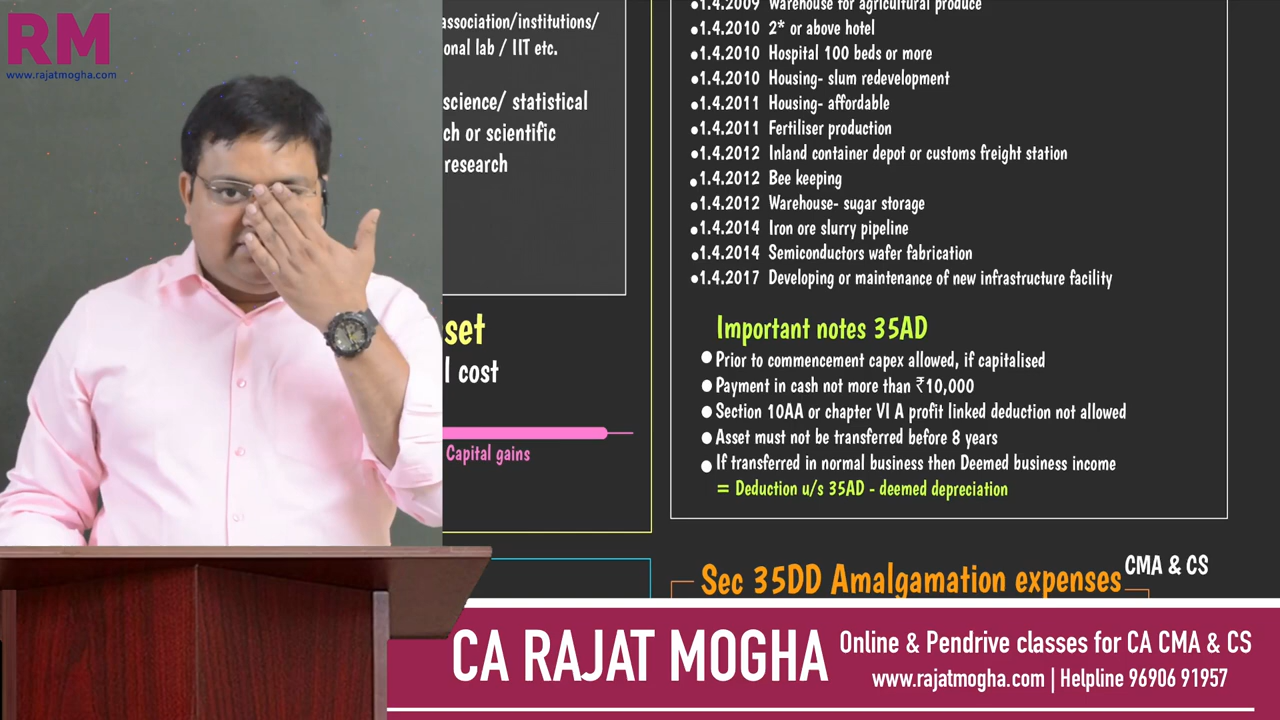 RM
www.rajatmogha.com
association/institutions/
onal lab / IIT etc.
science/ statistical
ch or scientific
research
set
l cost
Capital gains
1.4.2009 Warehouse for agricultural produce
1.4.2010 2* or above hotel
1.4.2010 Hospital 100 beds or more
1.4.2010 Housing- slum redevelopment
1.4.2011 Housing- affordable
1.4.2011 Fertiliser production
1.4.2012 Inland container depot or customs freight station
1.4.2012 Bee keeping
1.4.2012 Warehouse- sugar storage
1.4.2014 Iron ore slurry pipeline
1.4.2014 Semiconductors wafer fabrication
1.4.2017 Developing or maintenance of new infrastructure facility
Important notes 35AD
Prior to commencement capex allowed, if capitalised
Payment in cash not more than ₹10,000
Section 10AA or chapter VI A profit linked deduction not allowed
Asset must not be transferred before 8 years
If transferred in normal business then Deemed business income
= Deduction u/s 35AD - deemed depreciation
Sec 35DD Amalgamation expenses CMA & CS
CA RAJAT MOGHA
Online & Pendrive classes for CA CMA & CS
www.rajatmogha.com | Helpline 96906 91957